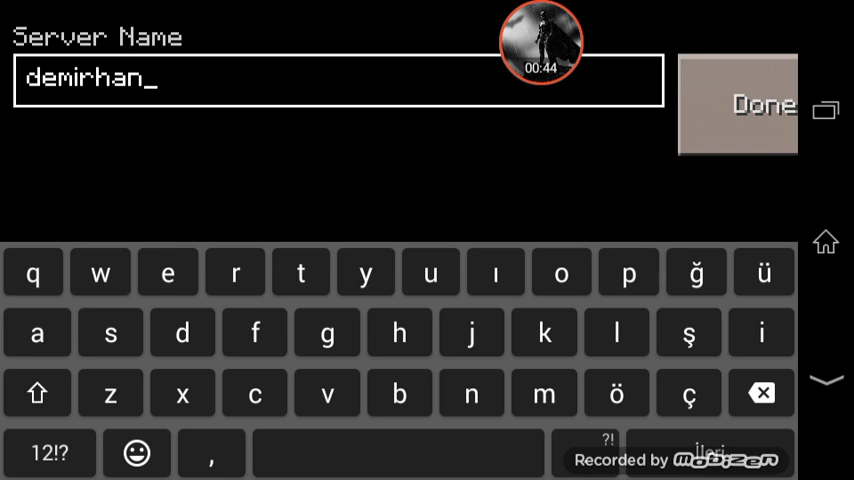 Server Name
00:44
demirhan_
Done
q w e r t y u ı o p ğ ü
a s d f g h j k l ş i
z x c v b n m ö ç
12!? , ?! İleri
Recorded by mobizen